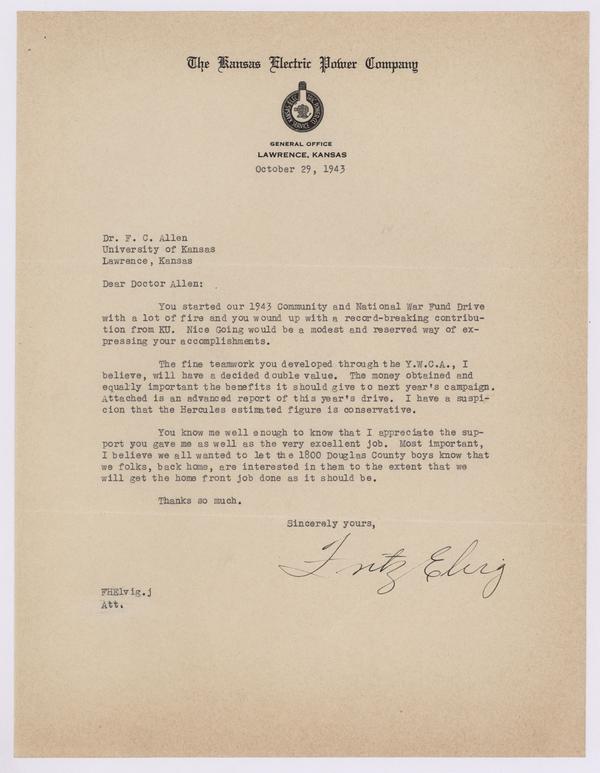 The Kansas Electric Power Company
GENERAL OFFICE
LAWRENCE, KANSAS
October 29, 1943
Dr. F. C. Allen
University of Kansas
Lawrence, Kansas
Dear Doctor Allen:
You started our 1943 Community and National War Fund Drive
with a lot of fire and you wound up with a record-breaking contribu-
tion from KU. Nice Going would be a modest and reserved way of ex-
pressing your accomplishments.
The fine teamwork you developed through the Y.W.C.A., I
believe, will have a decided double value. The money obtained and
equally important the benefits it should give to next year's campaign.
Attached is an advanced report of this year's drive. I have a suspi-
cion that the Hercules estimated figure is conservative.
You know me well enough to know that I appreciate the sup-
port you gave me as well as the very excellent job. Most important,
I believe we all wanted to let the 1800 Douglas County boys know that
we folks, back home, are interested in them to the extent that we
will get the home front job done as it should be.
Thanks so much.
Sincerely yours,
Fritz Elvig
FHElvig.j
Att.